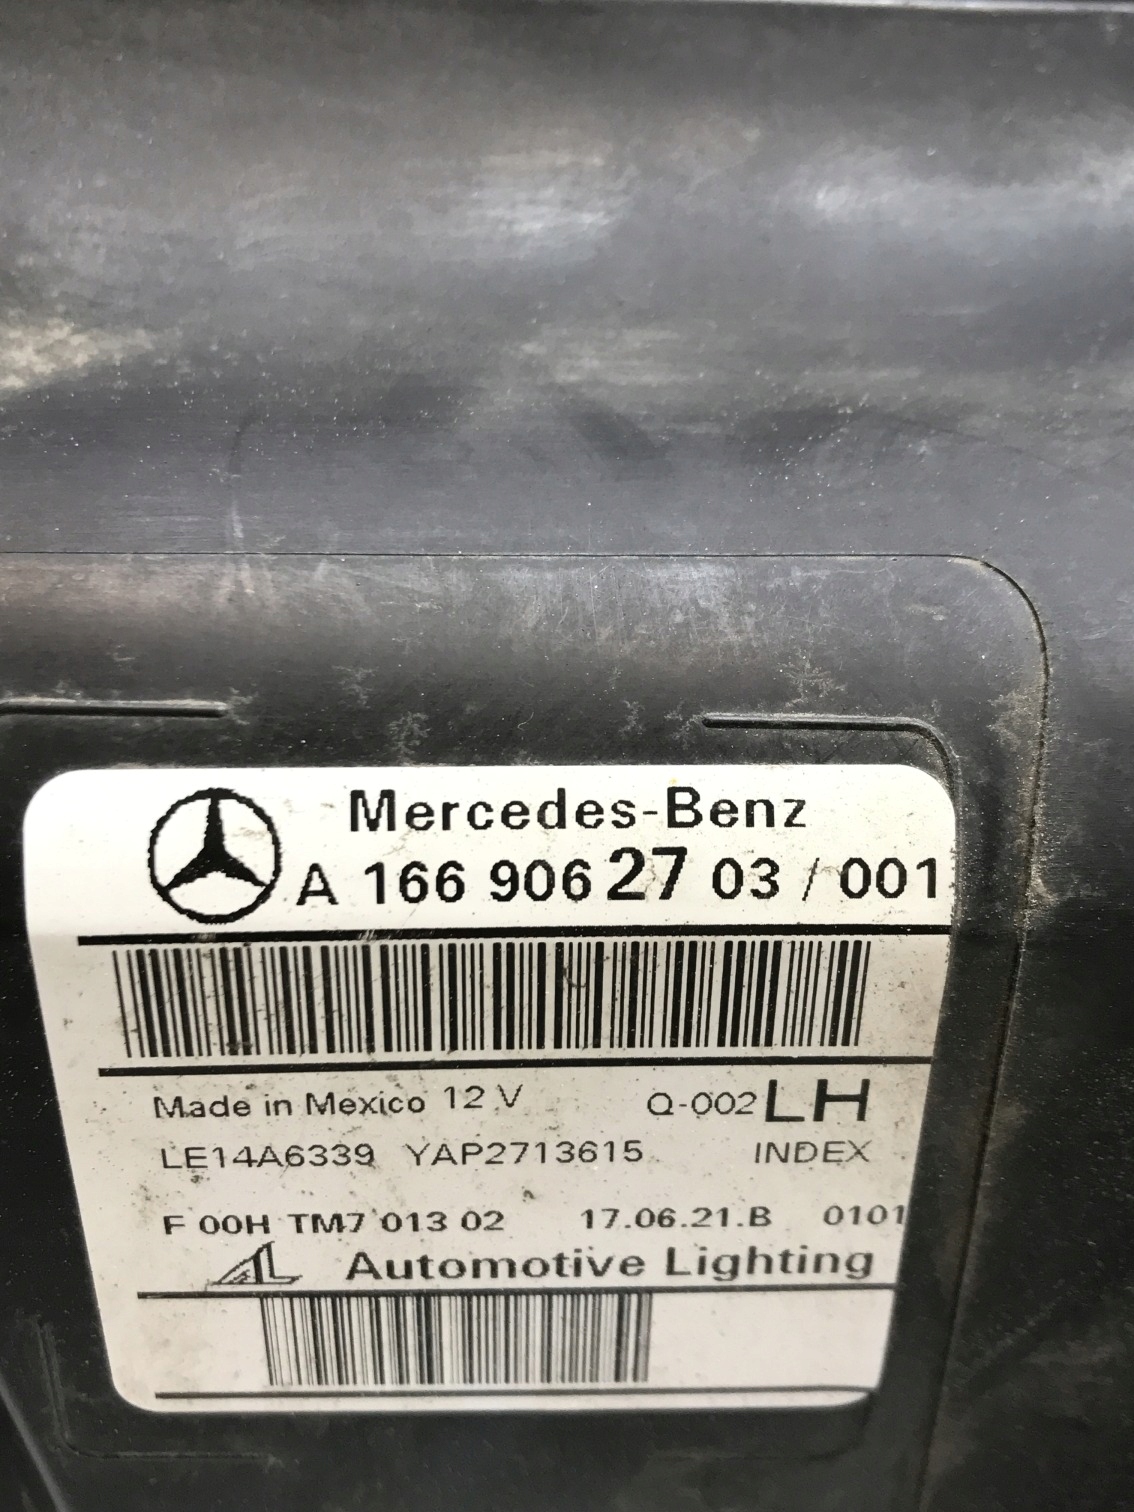 Mercedes-Benz
A 166 906 27 03 / 001
Made in Mexico 12 V Q-002 LH
LE14A6339 YAP2713615 INDEX
F 00H TM7 013 02 17.06.21.B 0101
AL Automotive Lighting